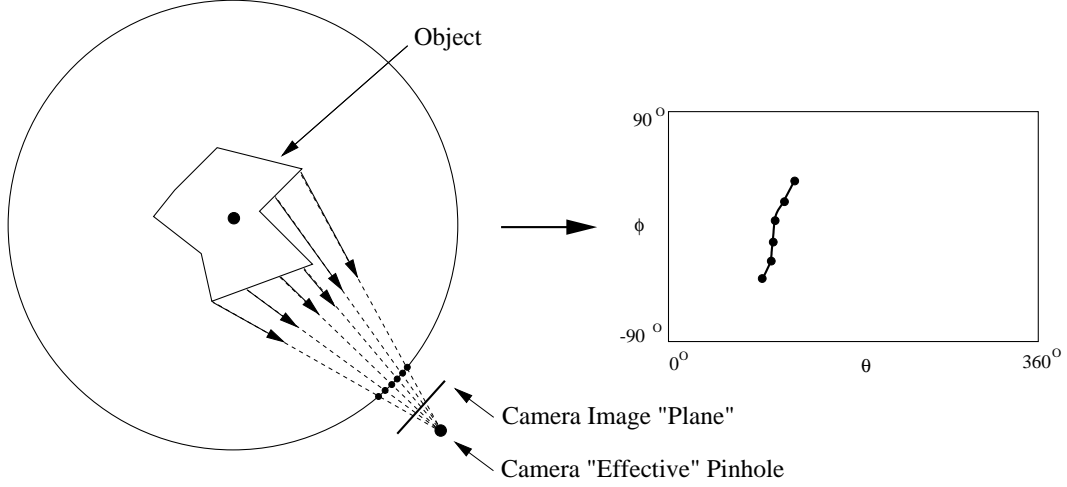 Object
90 O
ϕ
-90 O
0 O
θ
360 O
Camera Image "Plane"
Camera "Effective" Pinhole